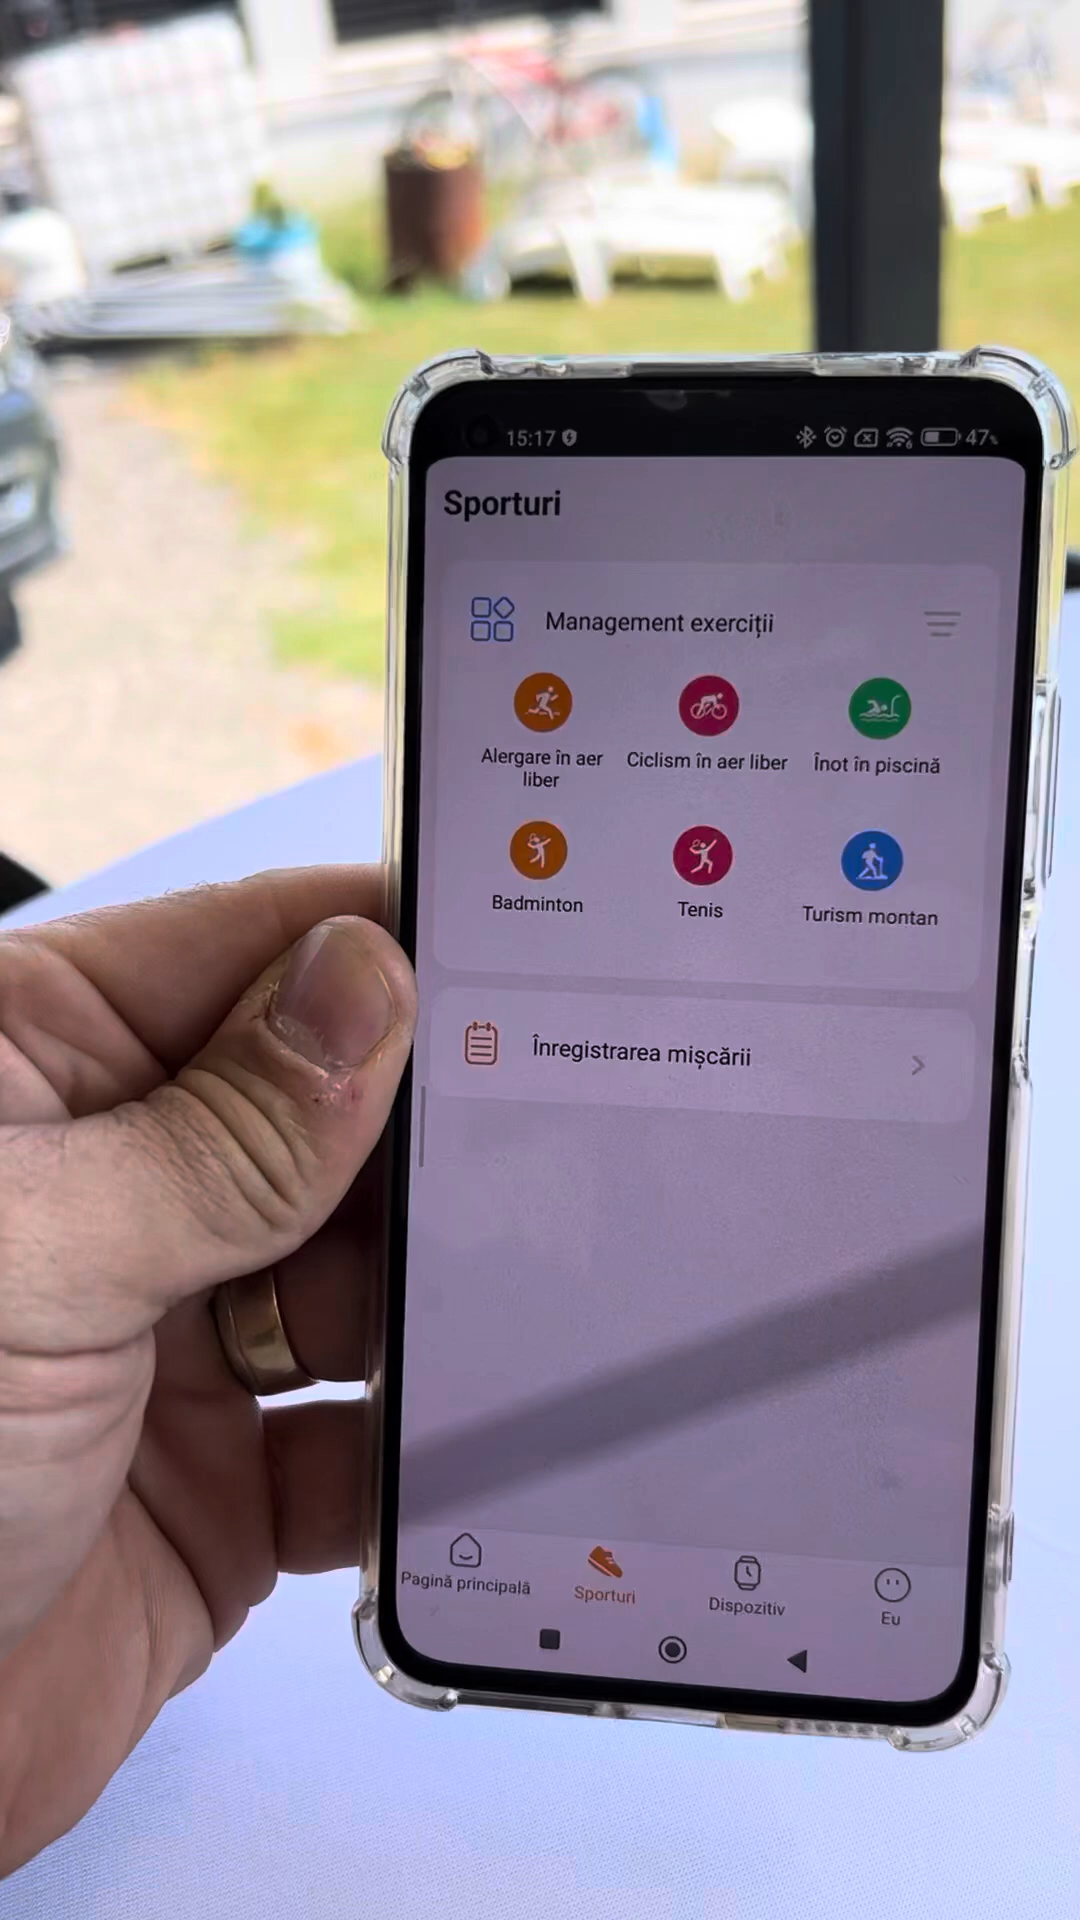 15:17
47%
Sporturi
Management exerciții
Alergare în aer
liber
Ciclism în aer liber
Înot în piscină
Badminton
Tenis
Turism montan
Înregistrarea mișcării
Pagină principală
Sporturi
Dispozitiv
Eu